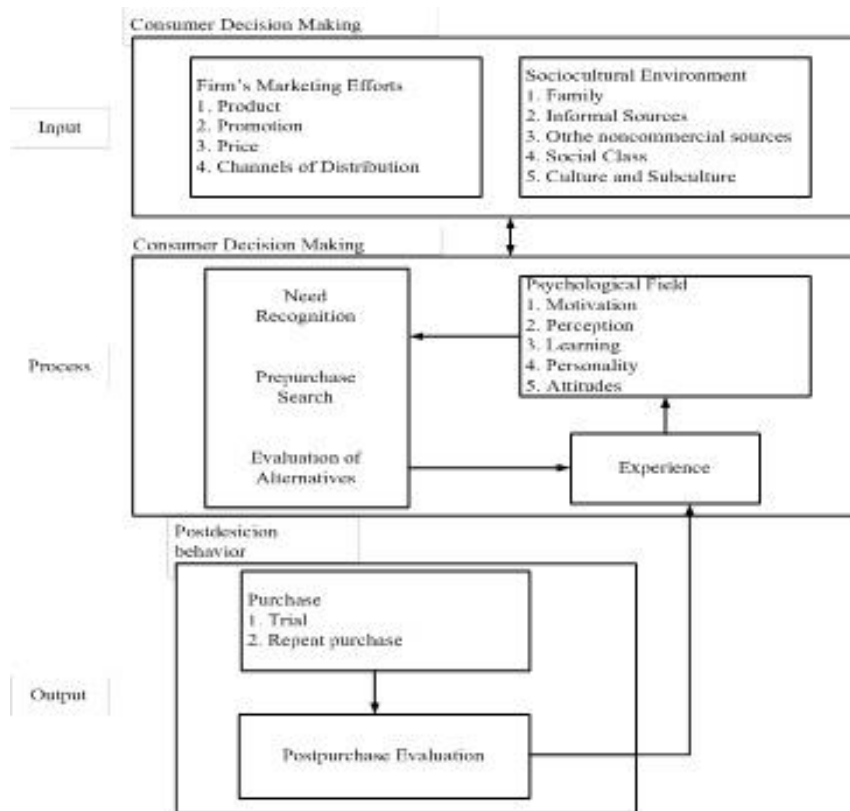 Consumer Decision Making
Input
Firm's Marketing Efforts
1. Product
2. Promotion
3. Price
4. Channels of Distribution
Sociocultural Environment
1. Family
2. Informal Sources
3. Otrhe noncommercial sources
4. Social Class
5. Culture and Subculture
Consumer Decision Making
Process
Need
Recognition
Prepurchase
Search
Evaluation of
Alternatives
Psychological Field
1. Motivation
2. Perception
3. Learning
4. Personality
5. Attitudes
Experience
Postdesicion
behavior
Output
Purchase
1. Trial
2. Repeat purchase
Postpurchase Evaluation